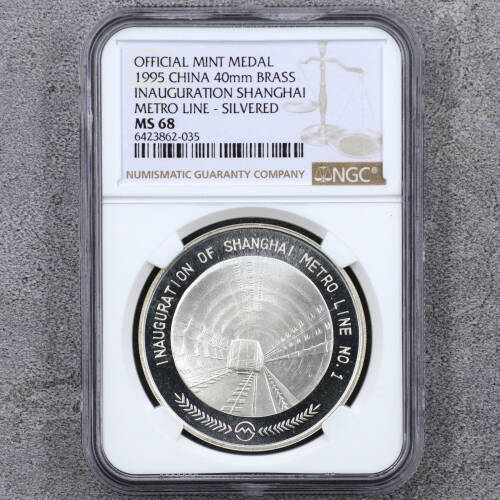 OFFICIAL MINT MEDAL
1995 CHINA 40mm BRASS
INAUGURATION SHANGHAI
METRO LINE - SILVERED
MS 68
6423862-035
NUMISMATIC GUARANTY COMPANY
NGC®
INAUGURATION OF SHANGHAI METRO LINE NO. 1